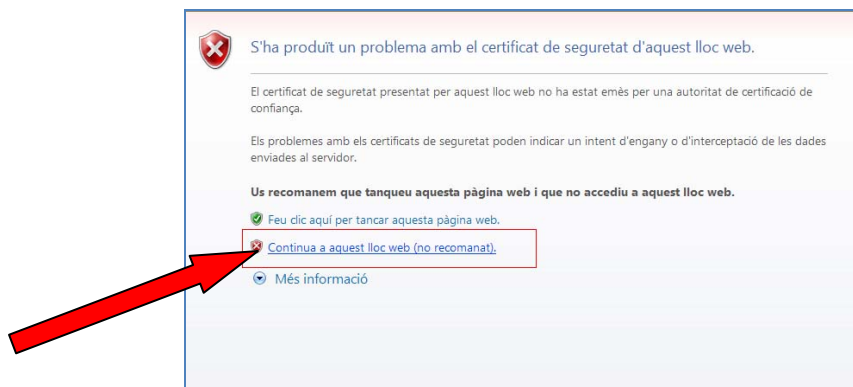 S'ha produït un problema amb el certificat de seguretat d'aquest lloc web.
El certificat de seguretat presentat per aquest lloc web no ha estat emès per una autoritat de certificació de
confiança.
Els problemes amb els certificats de seguretat poden indicar un intent d'engany o d'interceptació de les dades
enviades al servidor.
Us recomanem que tanqueu aquesta pàgina web i que no accediu a aquest lloc web.
Feu clic aquí per tancar aquesta pàgina web.
Continua a aquest lloc web (no recomanat).
Més informació